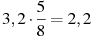 3,2 · 5/8 = 2,2